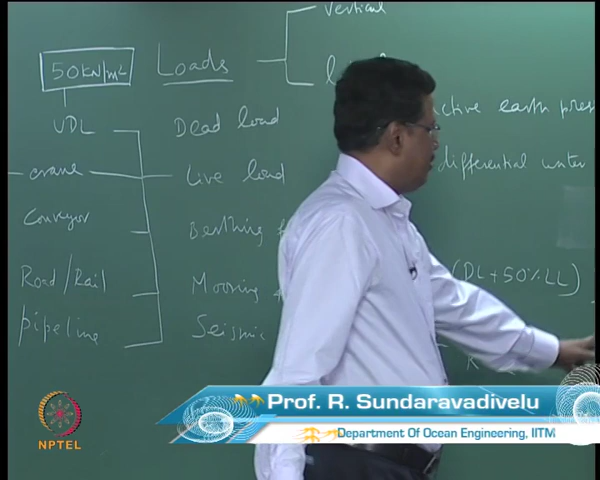 vertical
50kN/m² Loads
UDL Dead load active earth pres
crane Live load differential water
Conveyor Berthing
Road/Rail Mooring (DL+50% LL)
Pipeline Seismic
Prof. R. Sundaravadivelu
NPTEL Department Of Ocean Engineering, IITM